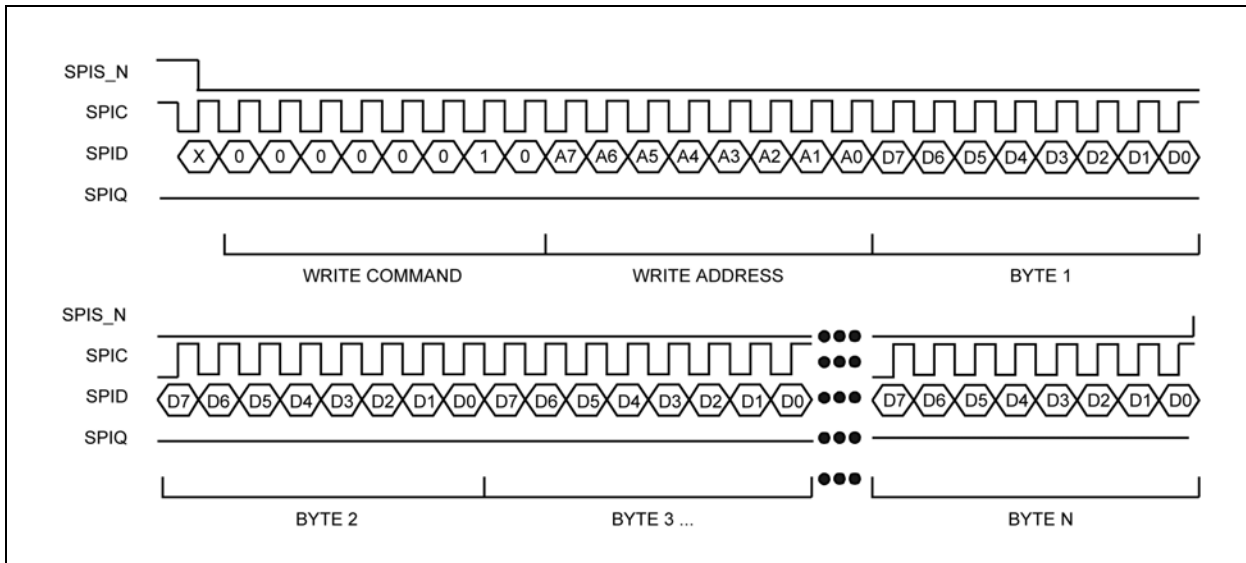 SPIS_N
SPIC
SPID X 0 0 0 0 0 0 1 0 A7 A6 A5 A4 A3 A2 A1 A0 D7 D6 D5 D4 D3 D2 D1 D0
SPIQ
WRITE COMMAND WRITE ADDRESS BYTE 1
SPIS_N
SPIC
SPID D7 D6 D5 D4 D3 D2 D1 D0 D7 D6 D5 D4 D3 D2 D1 D0 D7 D6 D5 D4 D3 D2 D1 D0
SPIQ
BYTE 2 BYTE 3 ... BYTE N